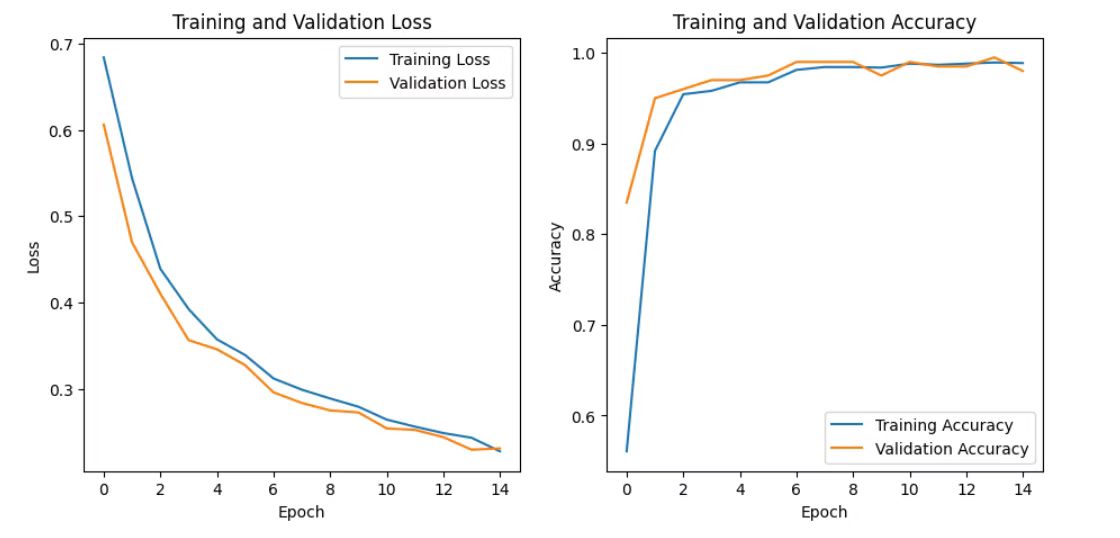 Training and Validation Loss
Training Loss
Validation Loss
0.7
0.6
0.5
0.4
0.3
Loss
0 2 4 6 8 10 12 14
Epoch
Training and Validation Accuracy
1.0
0.9
0.8
0.7
0.6
Accuracy
Training Accuracy
Validation Accuracy
0 2 4 6 8 10 12 14
Epoch